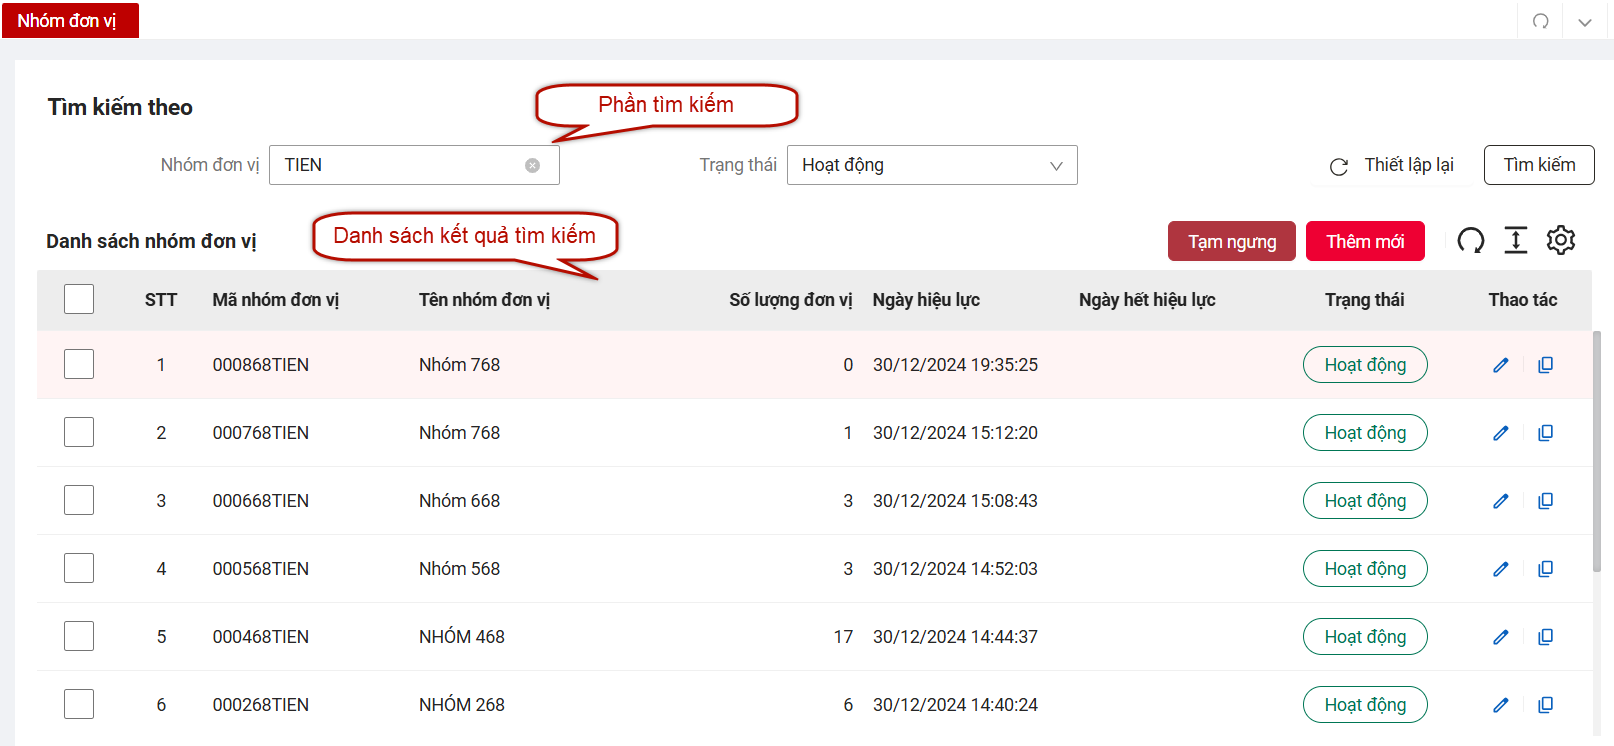 Nhóm đơn vị
Tìm kiếm theo
Phần tìm kiếm
Nhóm đơn vị TIEN Trạng thái Hoạt động Thiết lập lại Tìm kiếm
Danh sách nhóm đơn vị Danh sách kết quả tìm kiếm Tạm ngưng Thêm mới
STT Mã nhóm đơn vị Tên nhóm đơn vị Số lượng đơn vị Ngày hiệu lực Ngày hết hiệu lực Trạng thái Thao tác
1 000868TIEN Nhóm 768 0 30/12/2024 19:35:25 Hoạt động
2 000768TIEN Nhóm 768 1 30/12/2024 15:12:20 Hoạt động
3 000668TIEN Nhóm 668 3 30/12/2024 15:08:43 Hoạt động
4 000568TIEN Nhóm 568 3 30/12/2024 14:52:03 Hoạt động
5 000468TIEN NHÓM 468 17 30/12/2024 14:44:37 Hoạt động
6 000268TIEN NHÓM 268 6 30/12/2024 14:40:24 Hoạt động